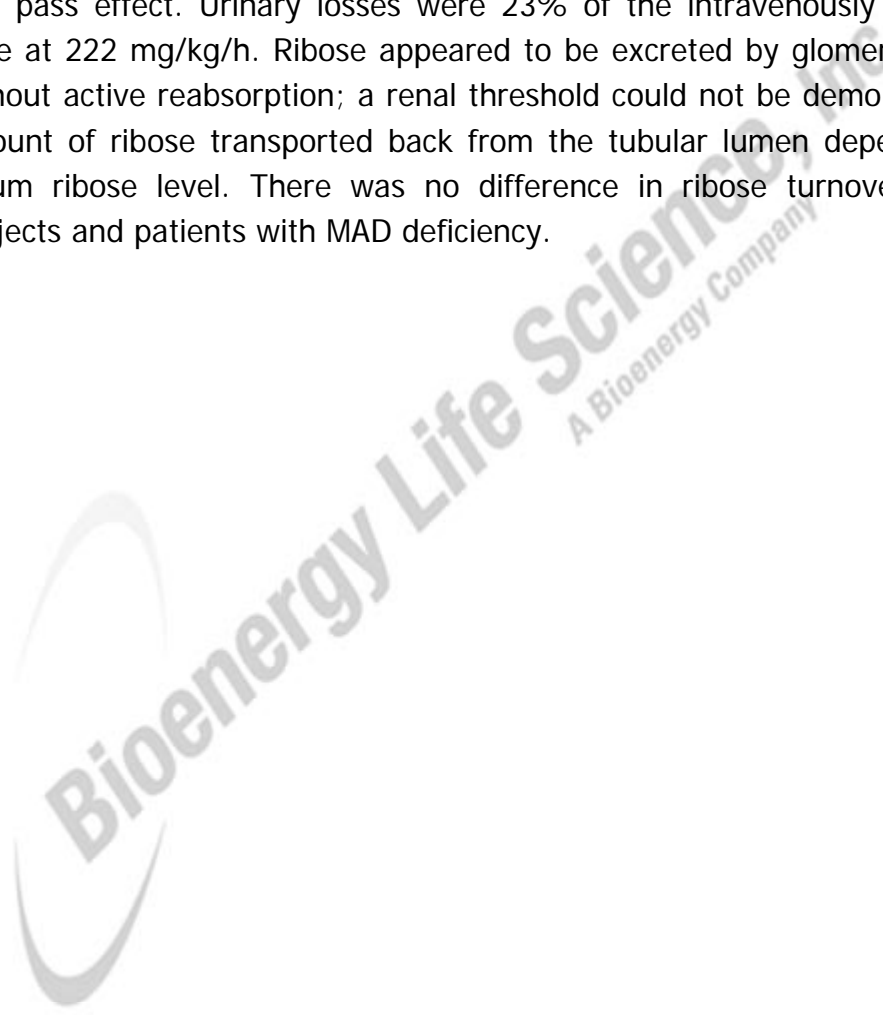 pass effect. Urinary losses were 23% of the intravenously
e at 222 mg/kg/h. Ribose appeared to be excreted by glomer
hout active reabsorption; a renal threshold could not be demo
ount of ribose transported back from the tubular lumen depe
um ribose level. There was no difference in ribose turnove
jects and patients with MAD deficiency.
Bioenergy Life Science, Inc
A Bioenergy Company